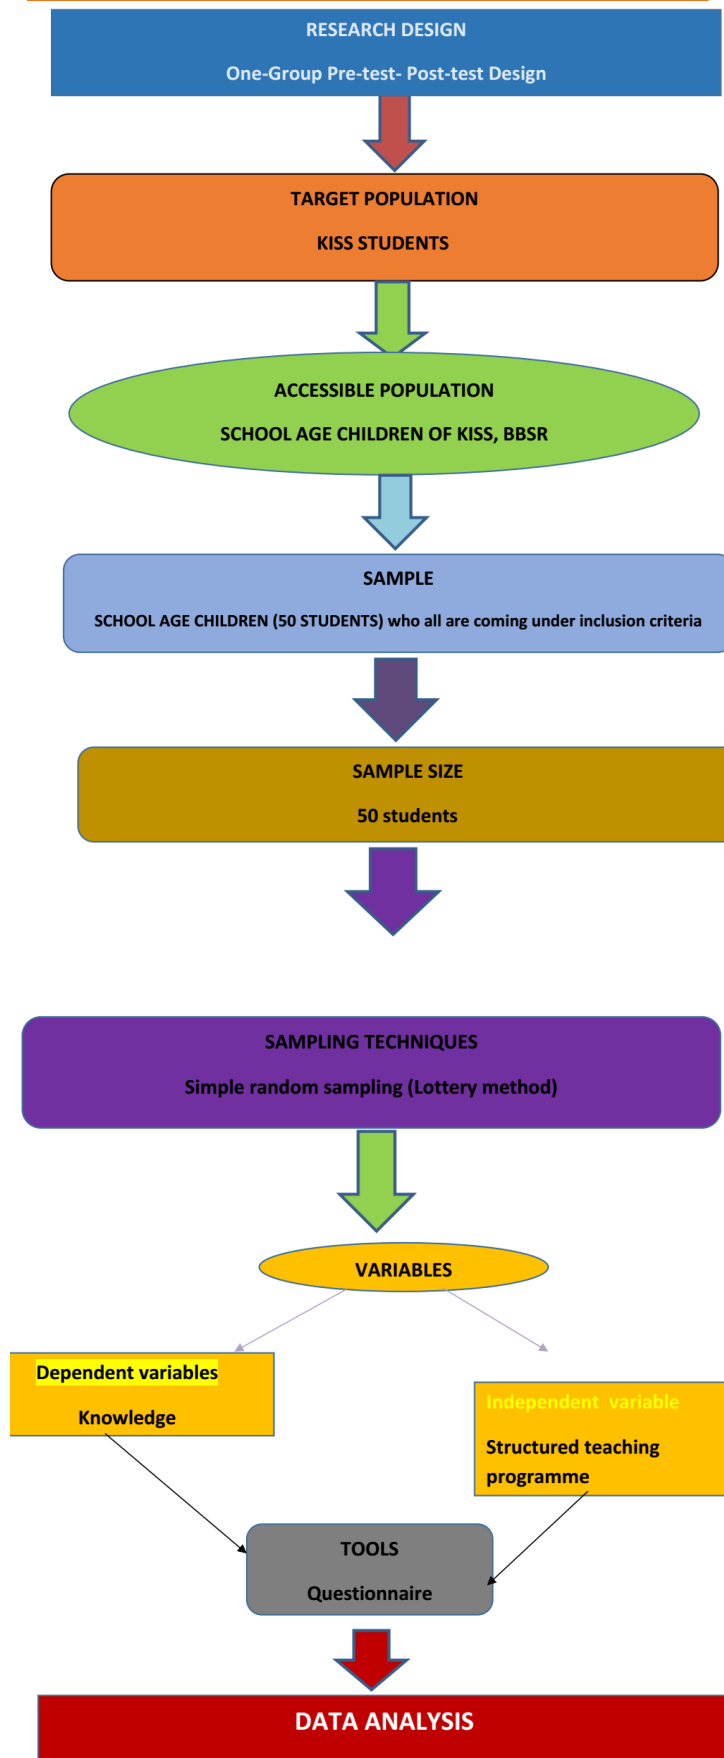 RESEARCH DESIGN
One-Group Pre-test- Post-test Design
TARGET POPULATION
KISS STUDENTS
ACCESSIBLE POPULATION
SCHOOL AGE CHILDREN OF KISS, BBSR
SAMPLE
SCHOOL AGE CHILDREN (50 STUDENTS) who all are coming under inclusion criteria
SAMPLE SIZE
50 students
SAMPLING TECHNIQUES
Simple random sampling (Lottery method)
VARIABLES
Dependent variables
Knowledge
Independent variable
Structured teaching
programme
TOOLS
Questionnaire
DATA ANALYSIS